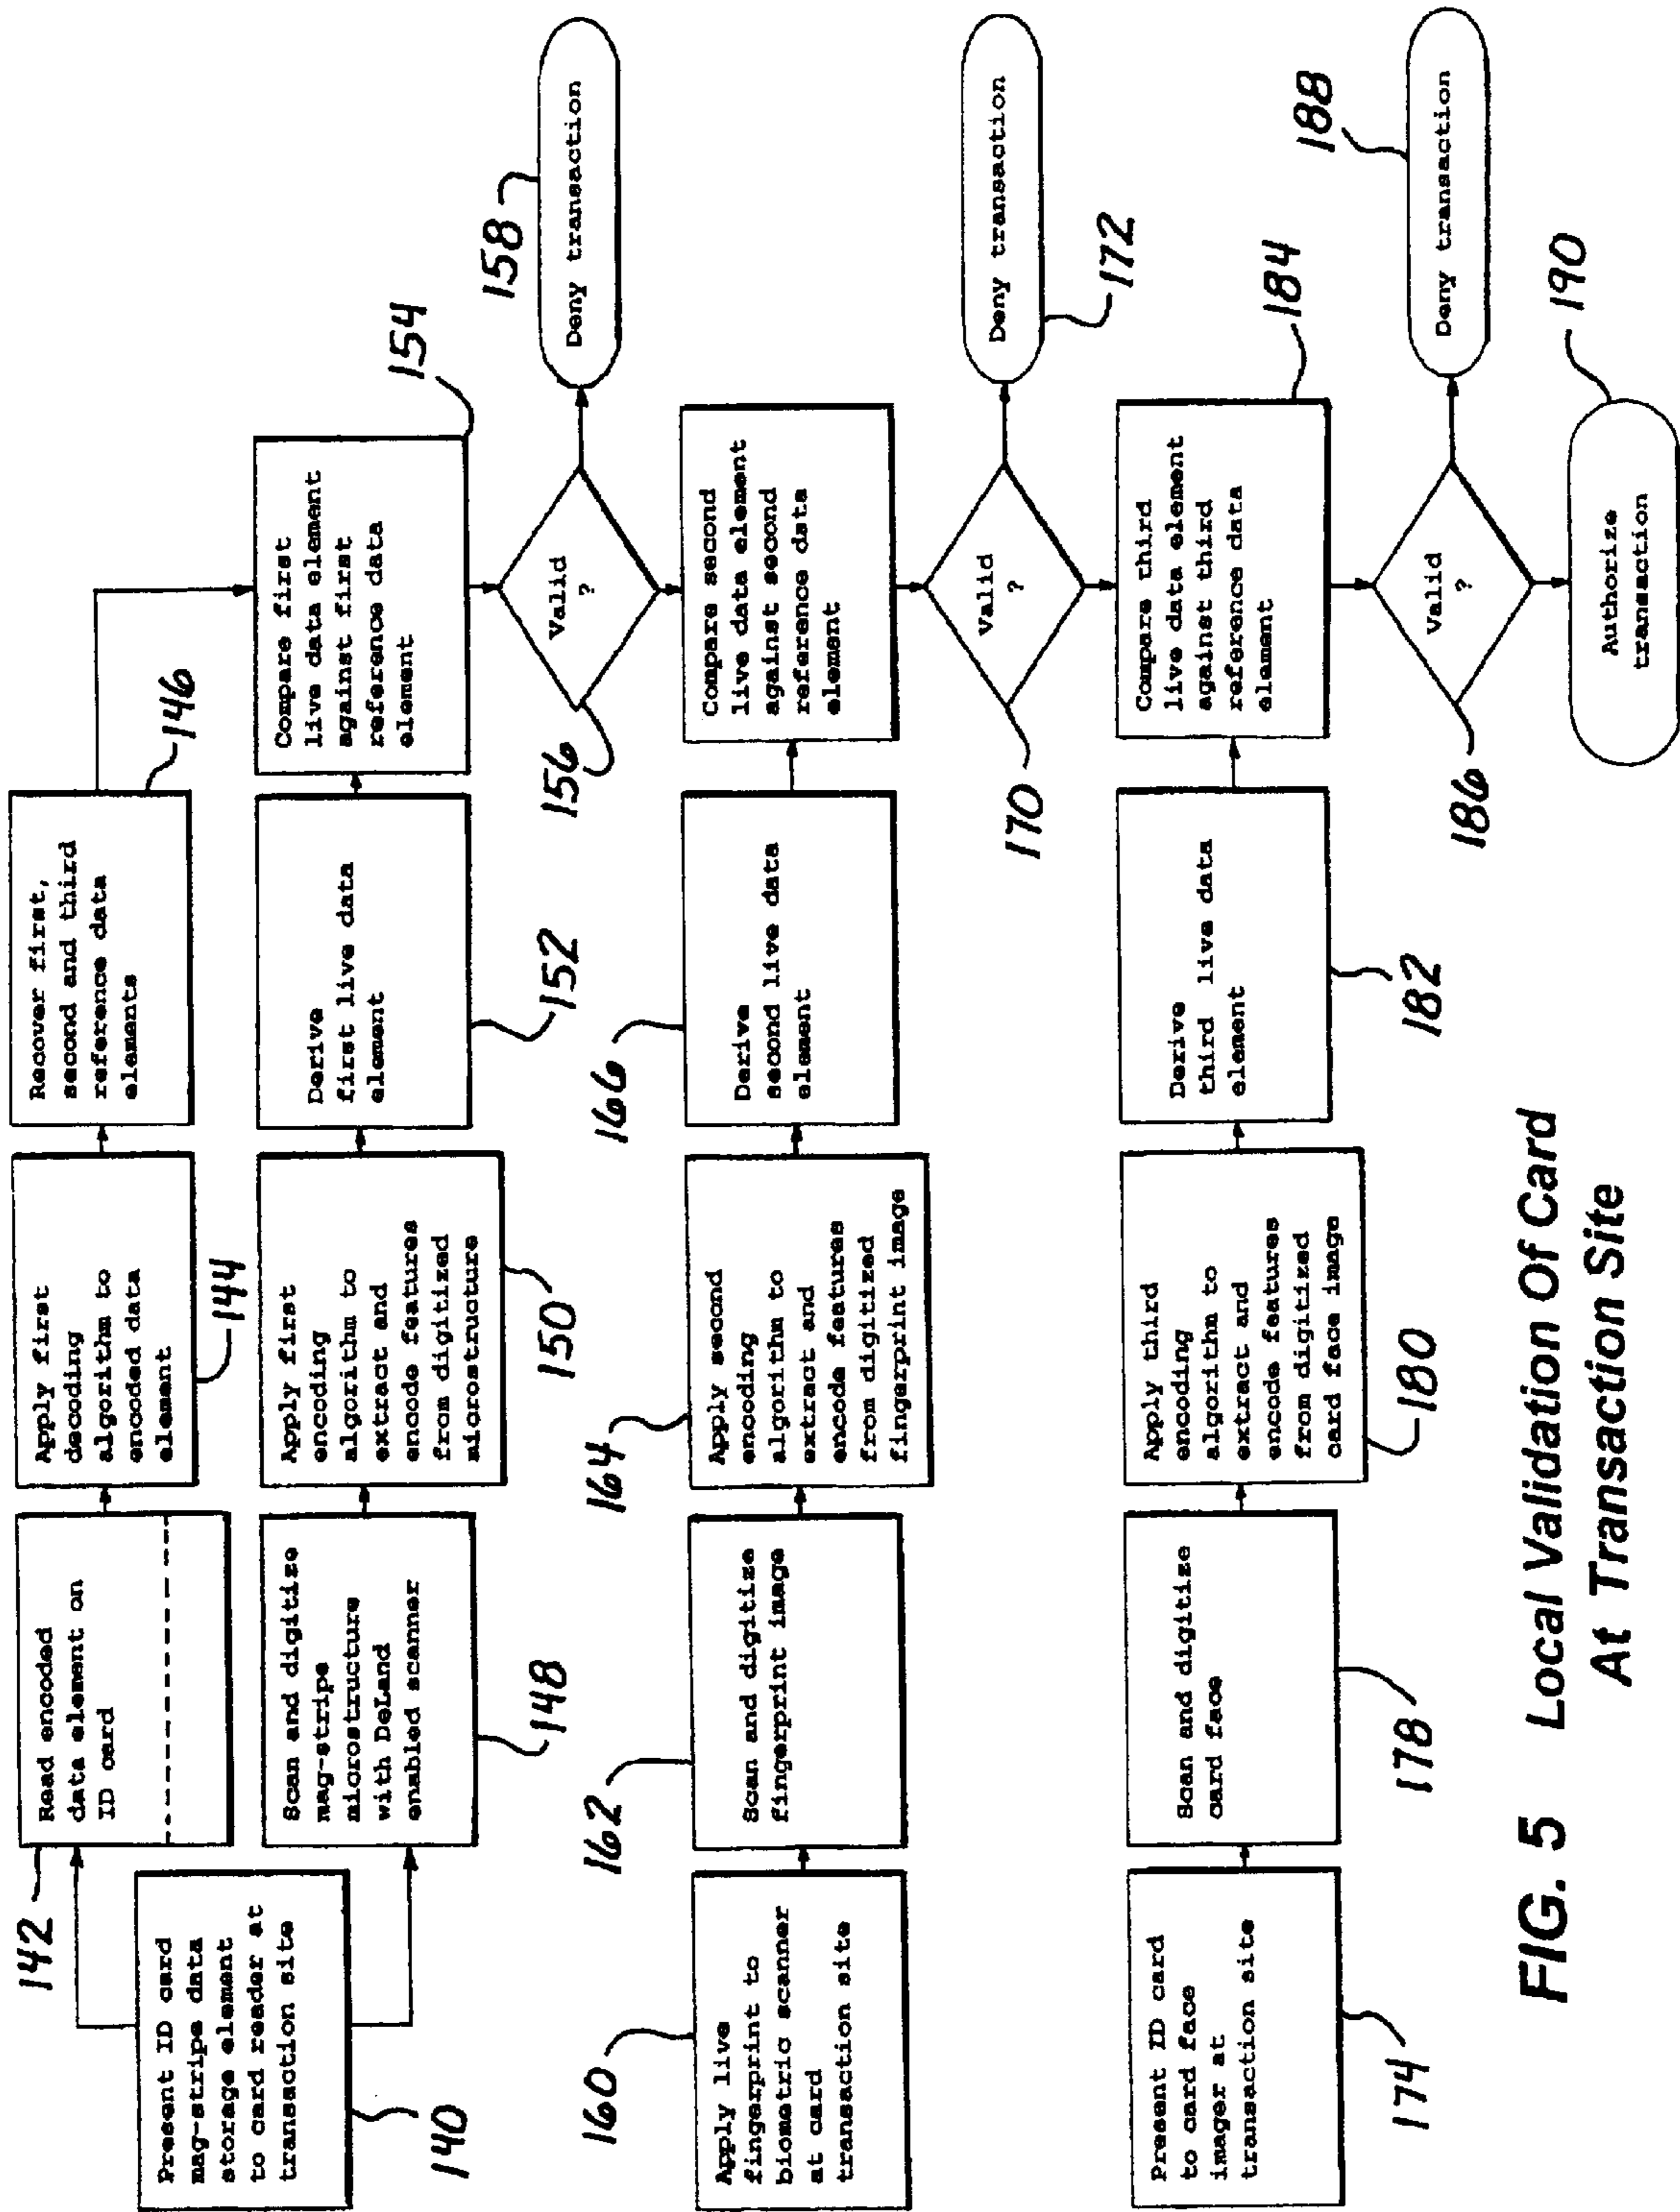 142
Read encoded
data element on
ID card
Apply first
decoding
algorithm to
encoded data
element
144
Recover first,
second and third
reference data
elements
146
Present ID card
mag-stripe data
storage element
to card reader at
transaction site
140
Scan and digitize
mag-stripe
microstructure
with DeLand
enabled scanner
148
Apply first
encoding
algorithm to
extract and
encode features
from digitized
microstructure
150
Derive
first live data
element
152
Compare first
live data element
against first
reference data
element
154
Valid
?
156
Deny transaction
158
160
Apply live
fingerprint to
biometric scanner
at card
transaction site
162
Scan and digitize
fingerprint image
164
Apply second
encoding
algorithm to
extract and
encode features
from digitized
fingerprint image
166
Derive
second live data
element
Compare second
live data element
against second
reference data
element
Valid
?
170
Deny transaction
172
Present ID card
to card face
imager at
transaction site
174
Scan and digitize
card face
178
Apply third
encoding
algorithm to
extract and
encode features
from digitized
card face image
180
Derive
third live data
element
182
Compare third
live data element
against third
reference data
element
184
Valid
?
186
Deny transaction
188
Authorize
transaction
190
FIG. 5 Local Validation Of Card
At Transaction Site